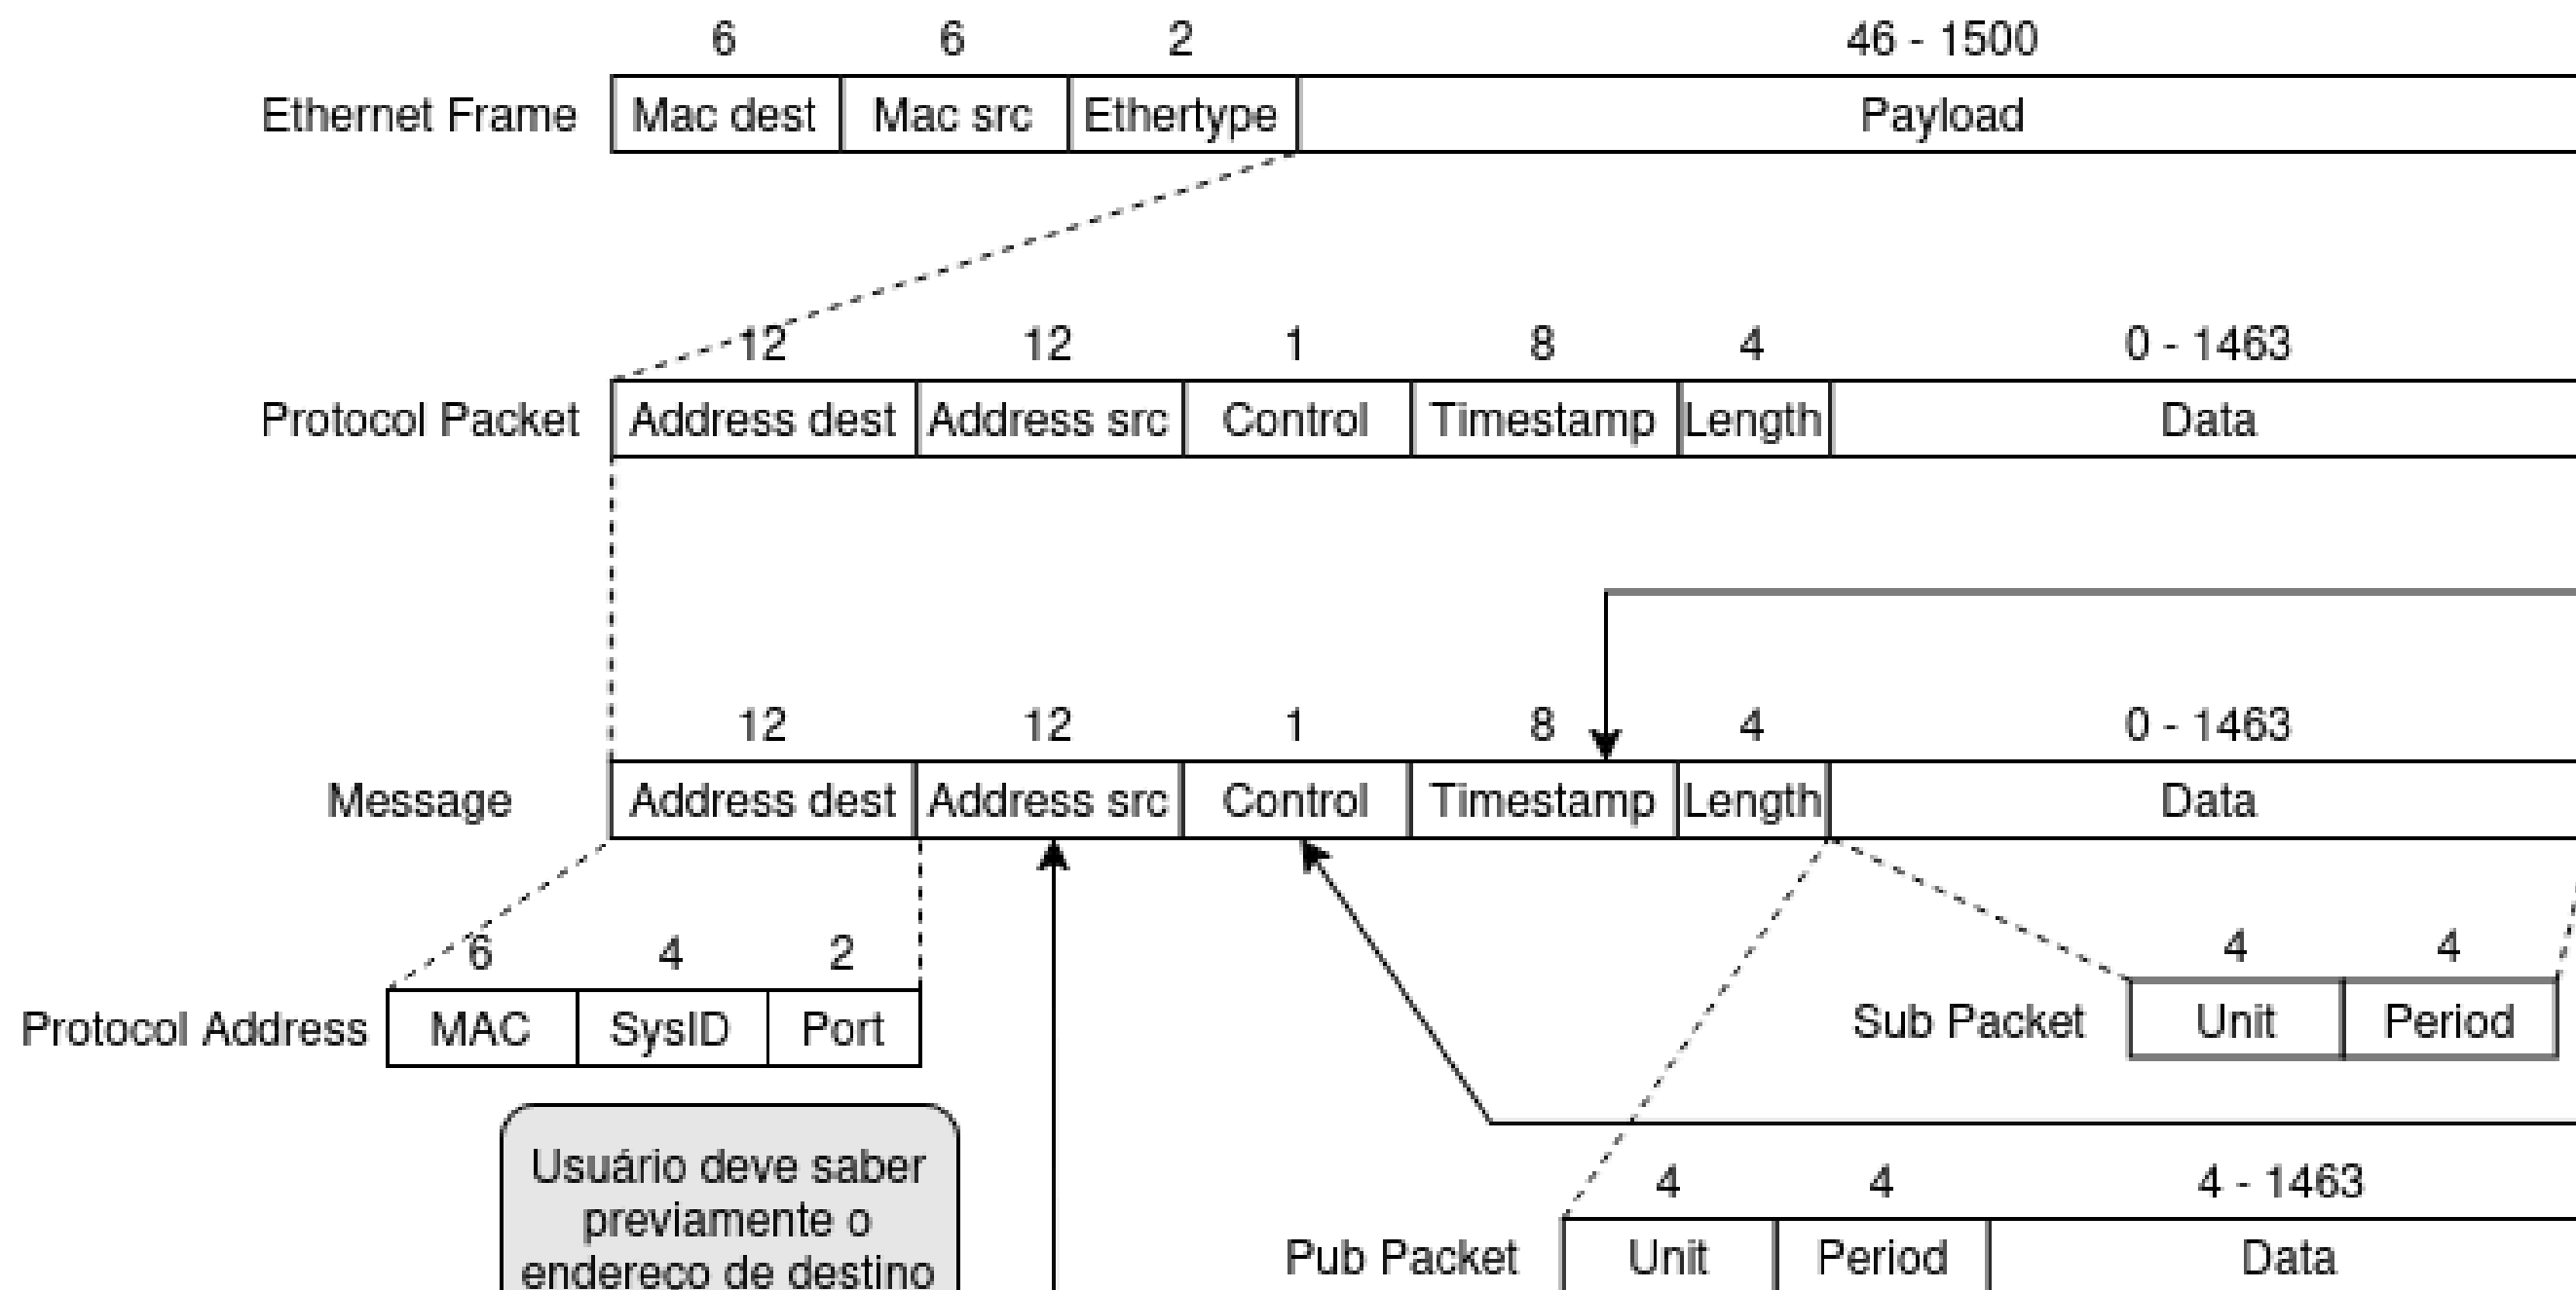 6 6 2 46 - 1500
Ethernet Frame Mac dest Mac src Ethertype Payload
12 12 1 8 4 0 - 1463
Protocol Packet Address dest Address src Control Timestamp Length Data
12 12 1 8 4 0 - 1463
Message Address dest Address src Control Timestamp Length Data
6 4 2
Protocol Address MAC SysID Port
4 4
Sub Packet Unit Period
Usuário deve saber
previamente o
endereço de destino
4 4 4 - 1463
Pub Packet Unit Period Data